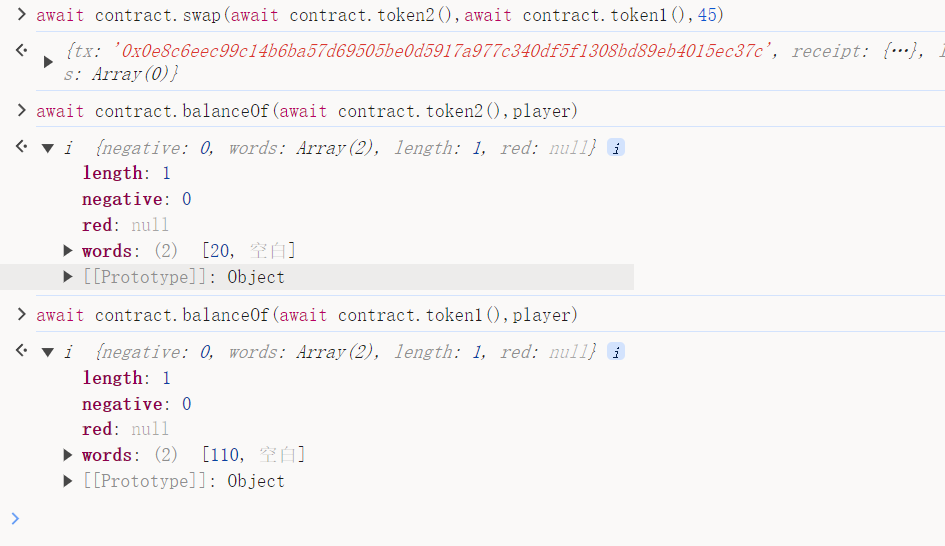 > await contract.swap(await contract.token2(),await contract.token1(),45)
{tx: '0x0e8c6eec99c14b6ba57d69505be0d5917a977c340df5f1308bd89eb4015ec37c', receipt: {…}, l
s: Array(0)}
> await contract.balanceOf(await contract.token2(),player)
i {negative: 0, words: Array(2), length: 1, red: null} i
length: 1
negative: 0
red: null
words: (2) [20, 空白]
[[Prototype]]: Object
> await contract.balanceOf(await contract.token1(),player)
i {negative: 0, words: Array(2), length: 1, red: null} i
length: 1
negative: 0
red: null
words: (2) [110, 空白]
[[Prototype]]: Object
>